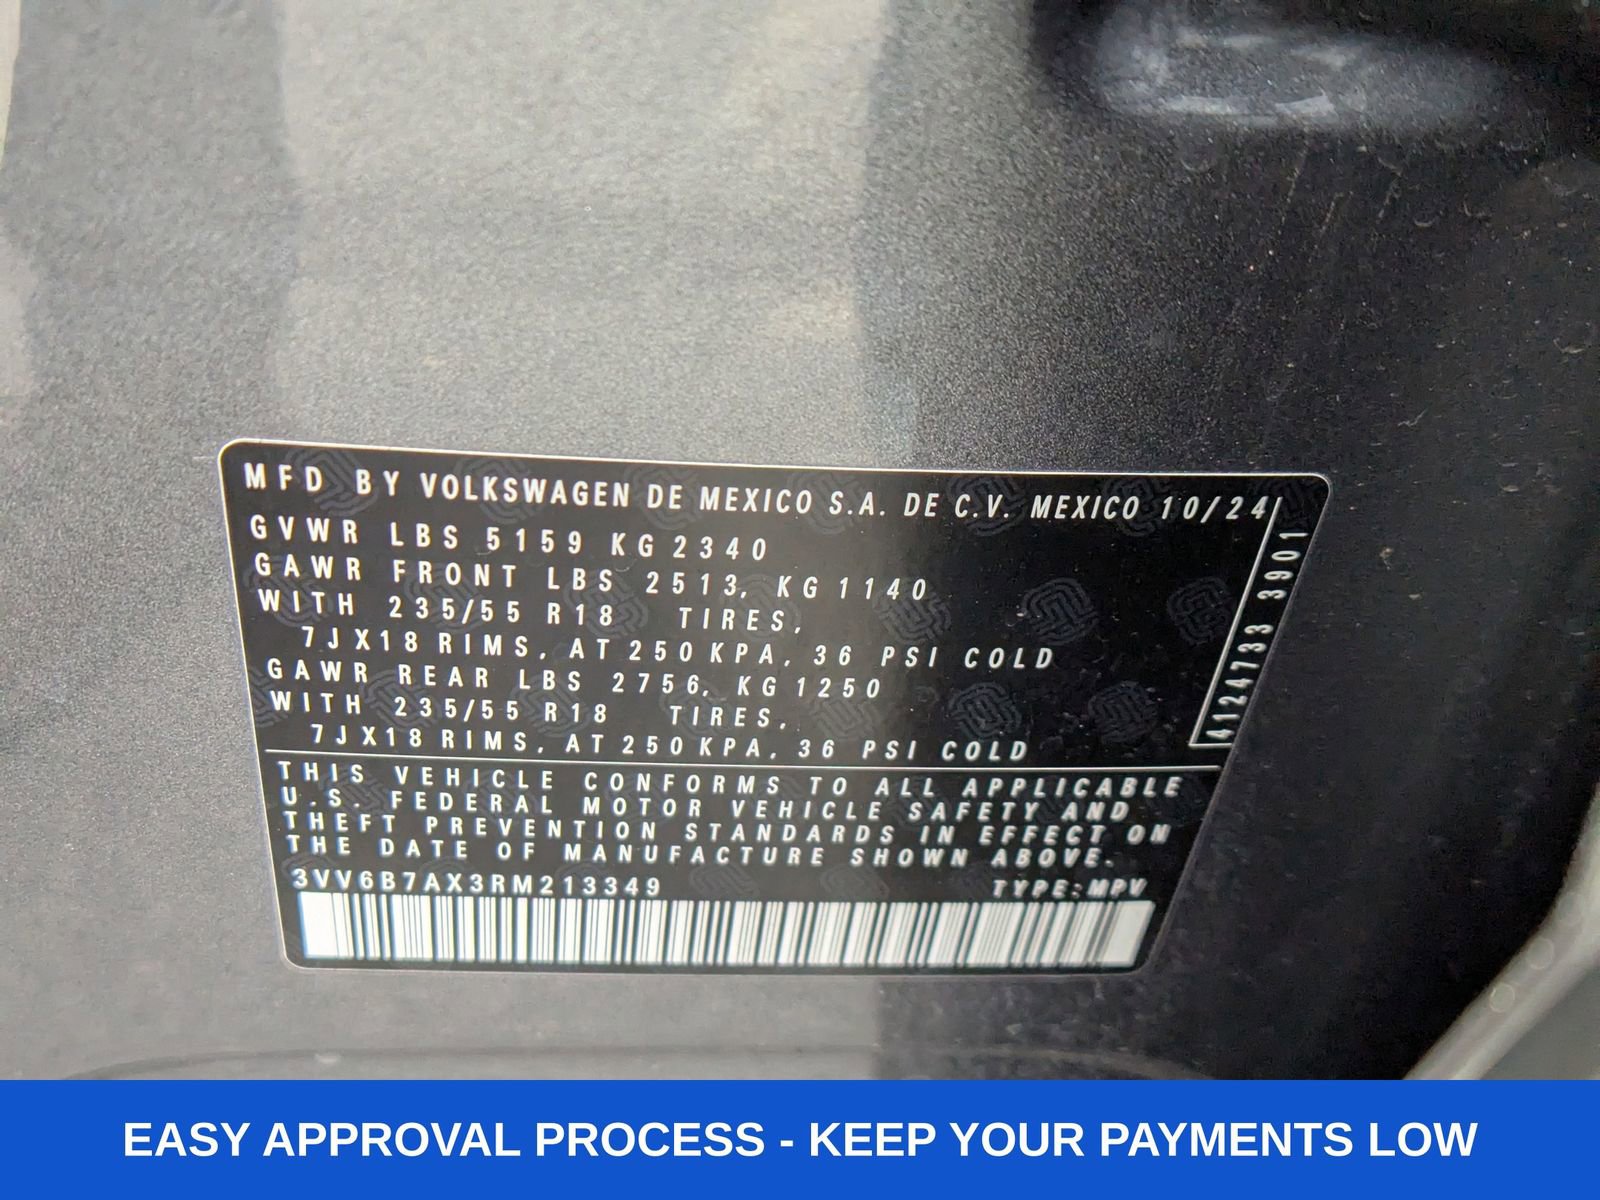 MFD BY VOLKSWAGEN DE MEXICO S.A. DE C.V. MEXICO 10/24
GVWR LBS 5159 KG 2340
GAWR FRONT LBS 2513, KG 1140
WITH 235/55 R18 TIRES,
7JX18 RIMS, AT 250 KPA, 36 PSI COLD
GAWR REAR LBS 2756, KG 1250
WITH 235/55 R18 TIRES,
7JX18 RIMS, AT 250 KPA, 36 PSI COLD
4124733 3901
THIS VEHICLE CONFORMS TO ALL APPLICABLE
U.S. FEDERAL MOTOR VEHICLE SAFETY AND
THEFT PREVENTION STANDARDS IN EFFECT ON
THE DATE OF MANUFACTURE SHOWN ABOVE.
3VV6B7AX3RM213349 TYPE:MPV
EASY APPROVAL PROCESS - KEEP YOUR PAYMENTS LOW